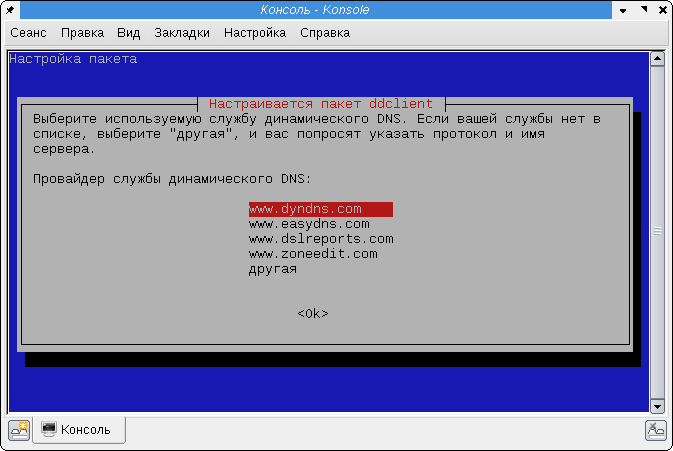 Консоль - Konsole
Сеанс Правка Вид Закладки Настройка Справка
Настройка пакета
Настраивается пакет ddclient
Выберите используемую службу динамического DNS. Если вашей службы нет в
списке, выберите "другая", и вас попросят указать протокол и имя
сервера.
Провайдер службы динамического DNS:
www.dyndns.com
www.easydns.com
www.dslreports.com
www.zoneedit.com
другая
<Ok>
Консоль